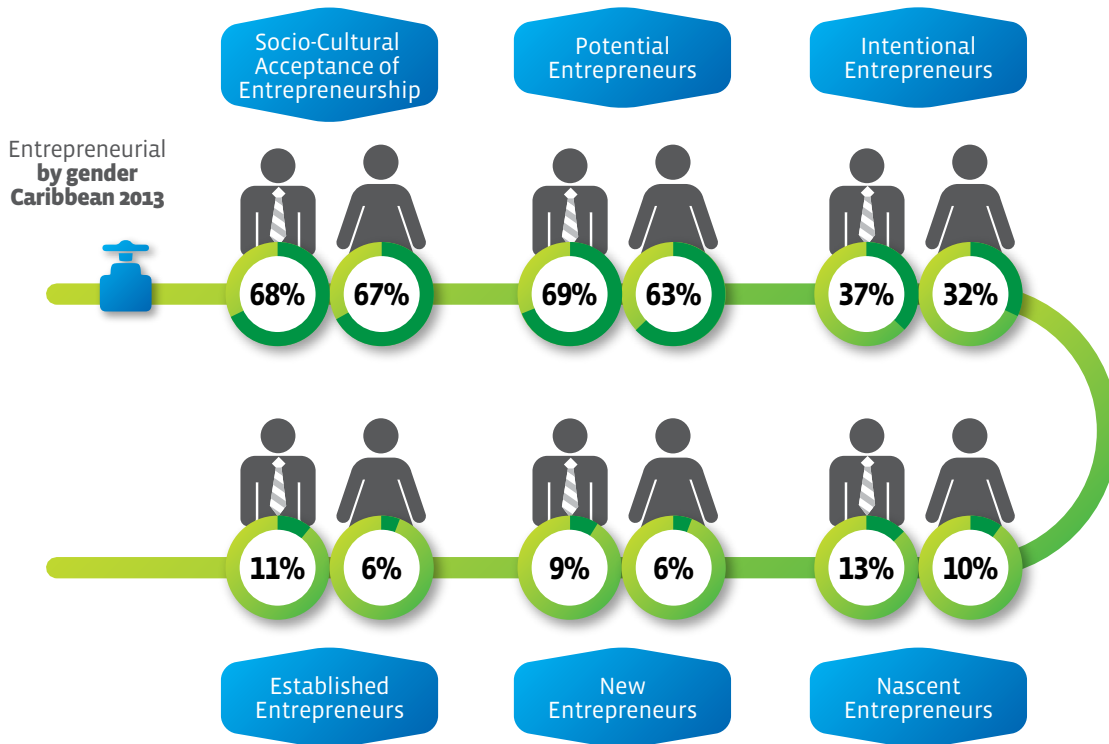 Socio-Cultural
Acceptance of
Entrepreneurship
Potential
Entrepreneurs
Intentional
Entrepreneurs
Entrepreneurial
by gender
Caribbean 2013
68%
67%
69%
63%
37%
32%
11%
6%
9%
6%
13%
10%
Established
Entrepreneurs
New
Entrepreneurs
Nascent
Entrepreneurs